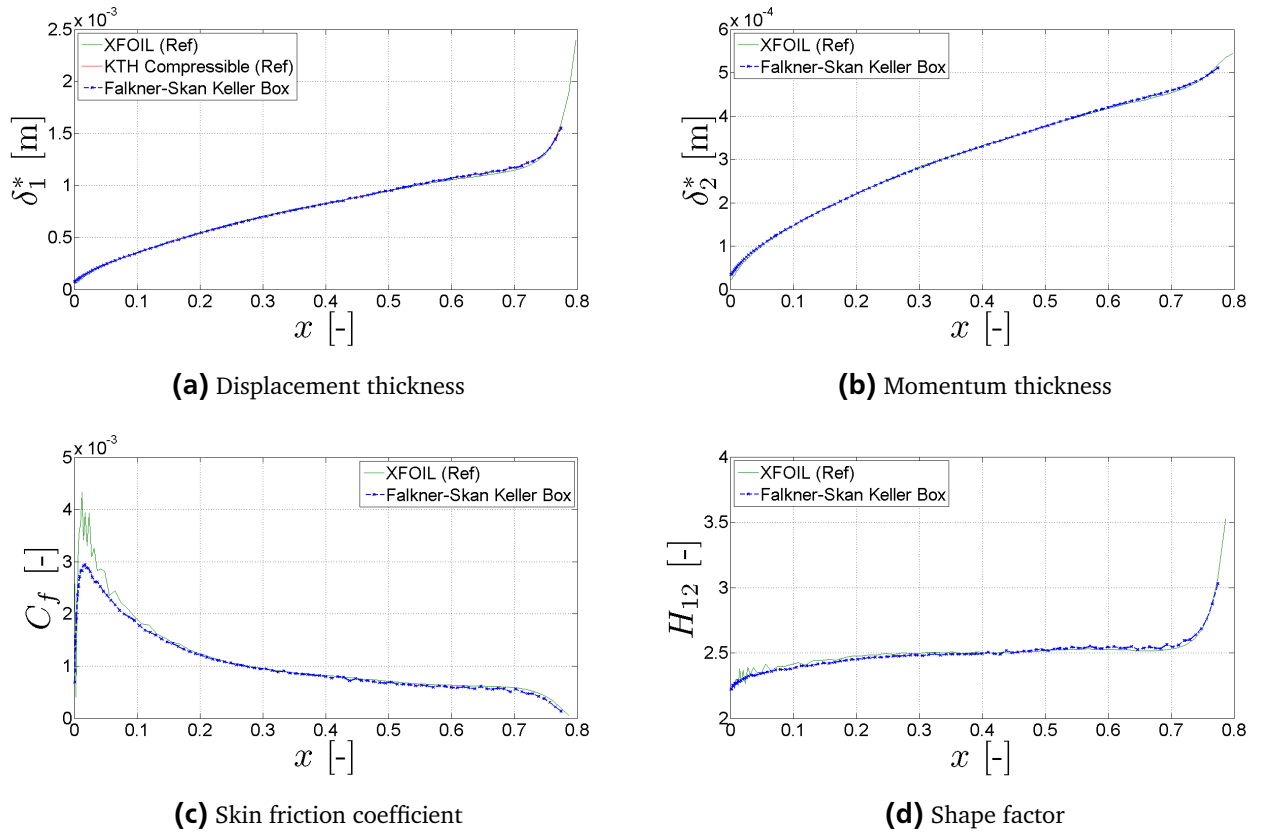 x 10⁻³
2.5
2
1.5
1
0.5
0
δ₁* [m]
XFOIL (Ref)
KTH Compressible (Ref)
Falkner-Skan Keller Box
0 0.1 0.2 0.3 0.4 0.5 0.6 0.7 0.8
x [-]
(a) Displacement thickness
x 10⁻⁴
6
5
4
3
2
1
0
δ₂* [m]
XFOIL (Ref)
Falkner-Skan Keller Box
0 0.1 0.2 0.3 0.4 0.5 0.6 0.7 0.8
x [-]
(b) Momentum thickness
x 10⁻³
5
4
3
2
1
0
C_f [-]
XFOIL (Ref)
Falkner-Skan Keller Box
0 0.1 0.2 0.3 0.4 0.5 0.6 0.7 0.8
x [-]
(c) Skin friction coefficient
4
3.5
3
2.5
2
H₁₂ [-]
XFOIL (Ref)
Falkner-Skan Keller Box
0 0.1 0.2 0.3 0.4 0.5 0.6 0.7 0.8
x [-]
(d) Shape factor